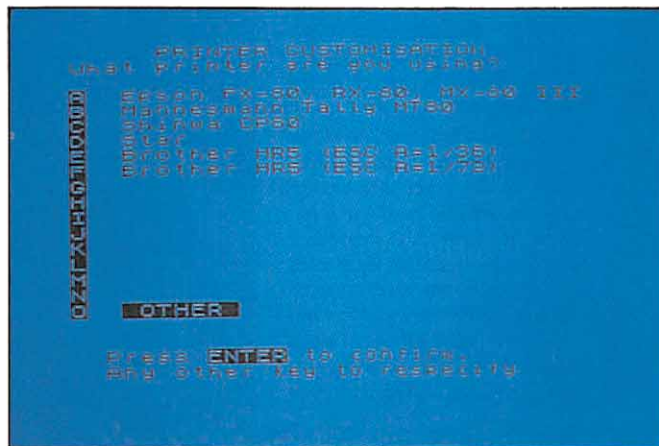 PRINTER CUSTOMISATION
What printer are you using?
A Epson FX-80, RX-80, MX-80 III
B Mannesmann Tally MT80
C Shinwa CP80
D Star
E Brother HR5 (ESC A=1/36)
F Brother HR5 (ESC A=1/72)
G
H
I
J
K
L
M
N
O OTHER
Press ENTER to confirm.
Any other key to respecify